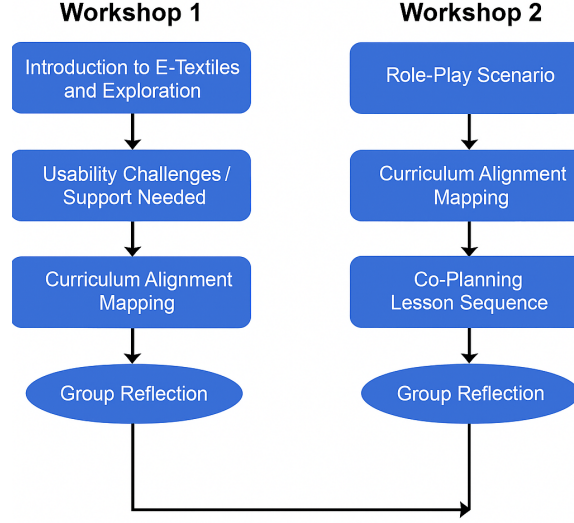 Workshop 1
Introduction to E-Textiles
and Exploration
Usability Challenges /
Support Needed
Curriculum Alignment
Mapping
Group Reflection
Workshop 2
Role-Play Scenario
Curriculum Alignment
Mapping
Co-Planning
Lesson Sequence
Group Reflection